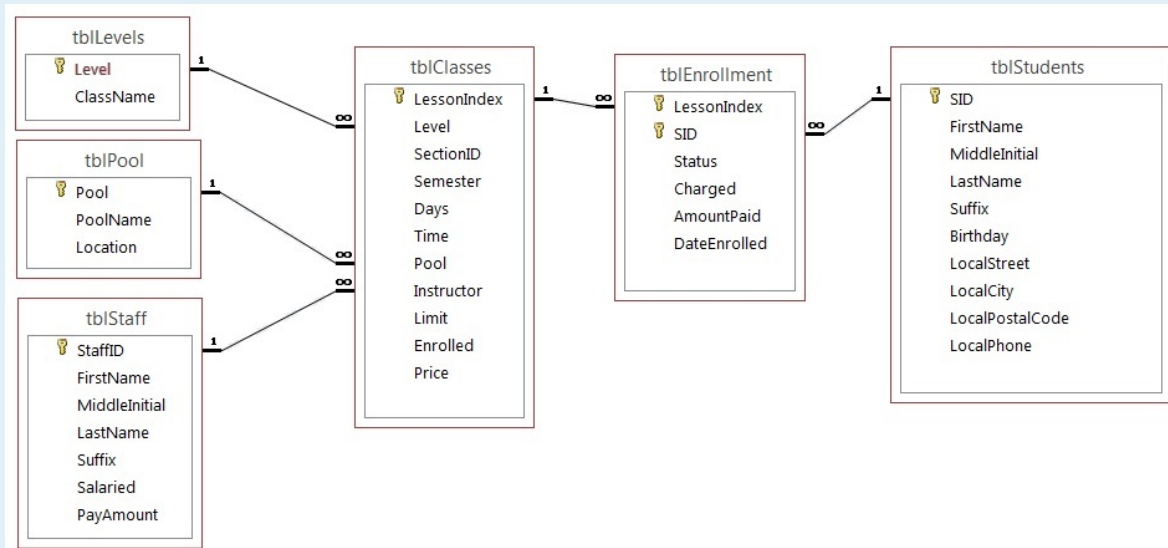 tblLevels
Level
ClassName
tblPool
Pool
PoolName
Location
tblStaff
StaffID
FirstName
MiddleInitial
LastName
Suffix
Salaried
PayAmount
1
∞
1
∞
∞
1
tblClasses
LessonIndex
Level
SectionID
Semester
Days
Time
Pool
Instructor
Limit
Enrolled
Price
1
∞
tblEnrollment
LessonIndex
SID
Status
Charged
AmountPaid
DateEnrolled
∞
1
tblStudents
SID
FirstName
MiddleInitial
LastName
Suffix
Birthday
LocalStreet
LocalCity
LocalPostalCode
LocalPhone